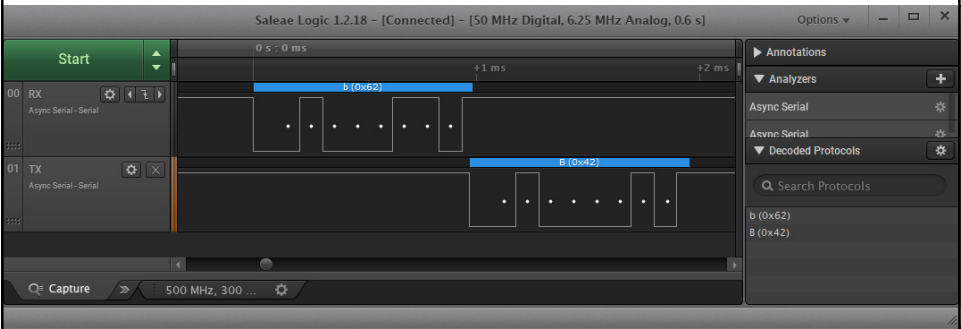 Saleae Logic 1.2.18 - [Connected] - [50 MHz Digital, 6.25 MHz Analog, 0.6 s]
Options
Start
0 s : 0 ms
+1 ms
+2 ms
00 RX
Async Serial - Serial
b (0x62)
01 TX
Async Serial - Serial
B (0x42)
Capture
500 MHz, 300 ...
Annotations
Analyzers
Async Serial
Async Serial
Decoded Protocols
Search Protocols
b (0x62)
B (0x42)